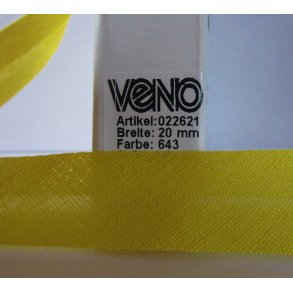 VENO
Artikel:022621
Breite: 20 mm
Farbe: 643